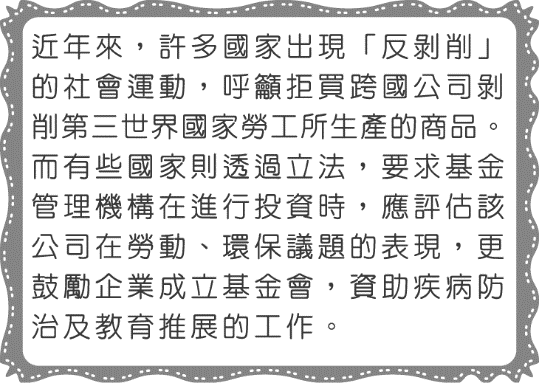 近年來，許多國家出現「反剝削」
的社會運動，呼籲拒買跨國公司剝
削第三世界國家勞工所生產的商品。
而有些國家則透過立法，要求基金
管理機構在進行投資時，應評估該
公司在勞動、環保議題的表現，更
鼓勵企業成立基金會，資助疾病防
治及教育推展的工作。